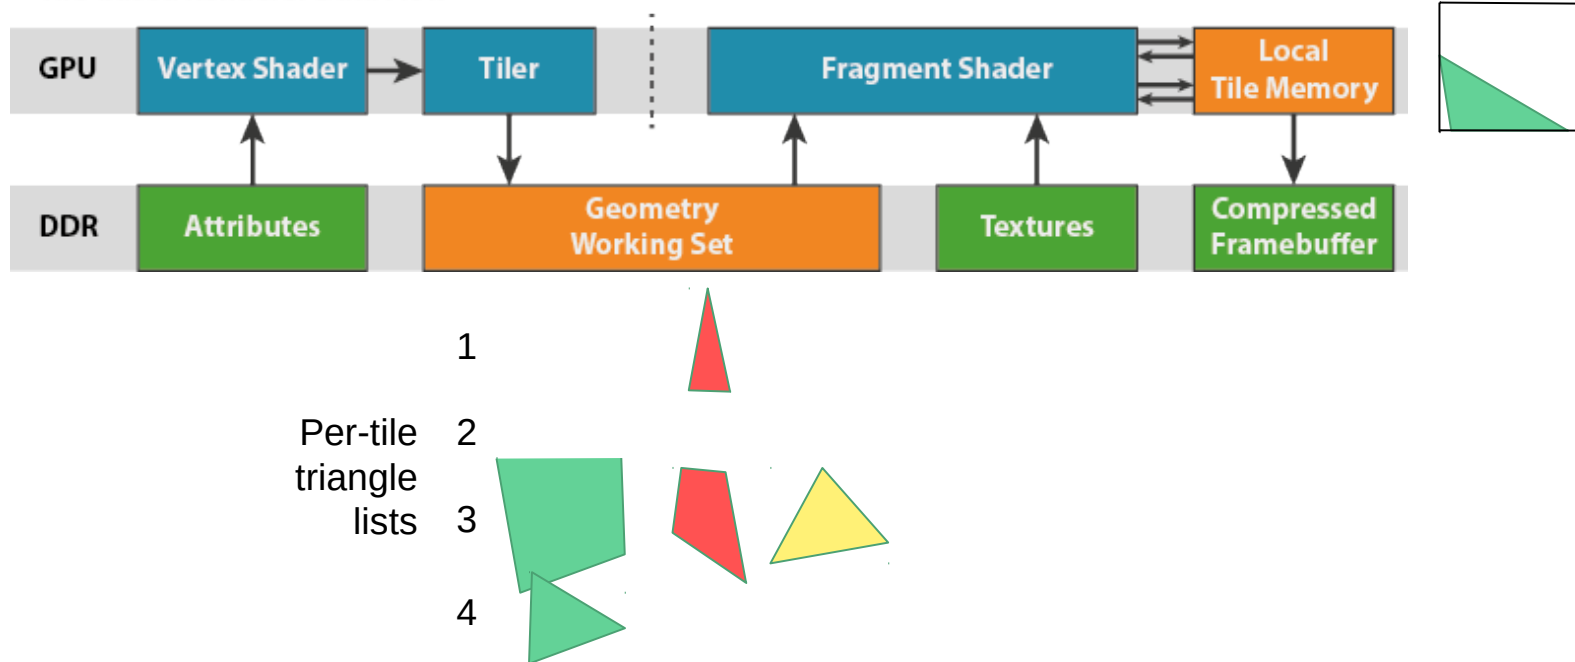 GPU
Vertex Shader
Tiler
Fragment Shader
Local
Tile Memory
DDR
Attributes
Geometry
Working Set
Textures
Compressed
Framebuffer
1
Per-tile
2
triangle
lists
3
4